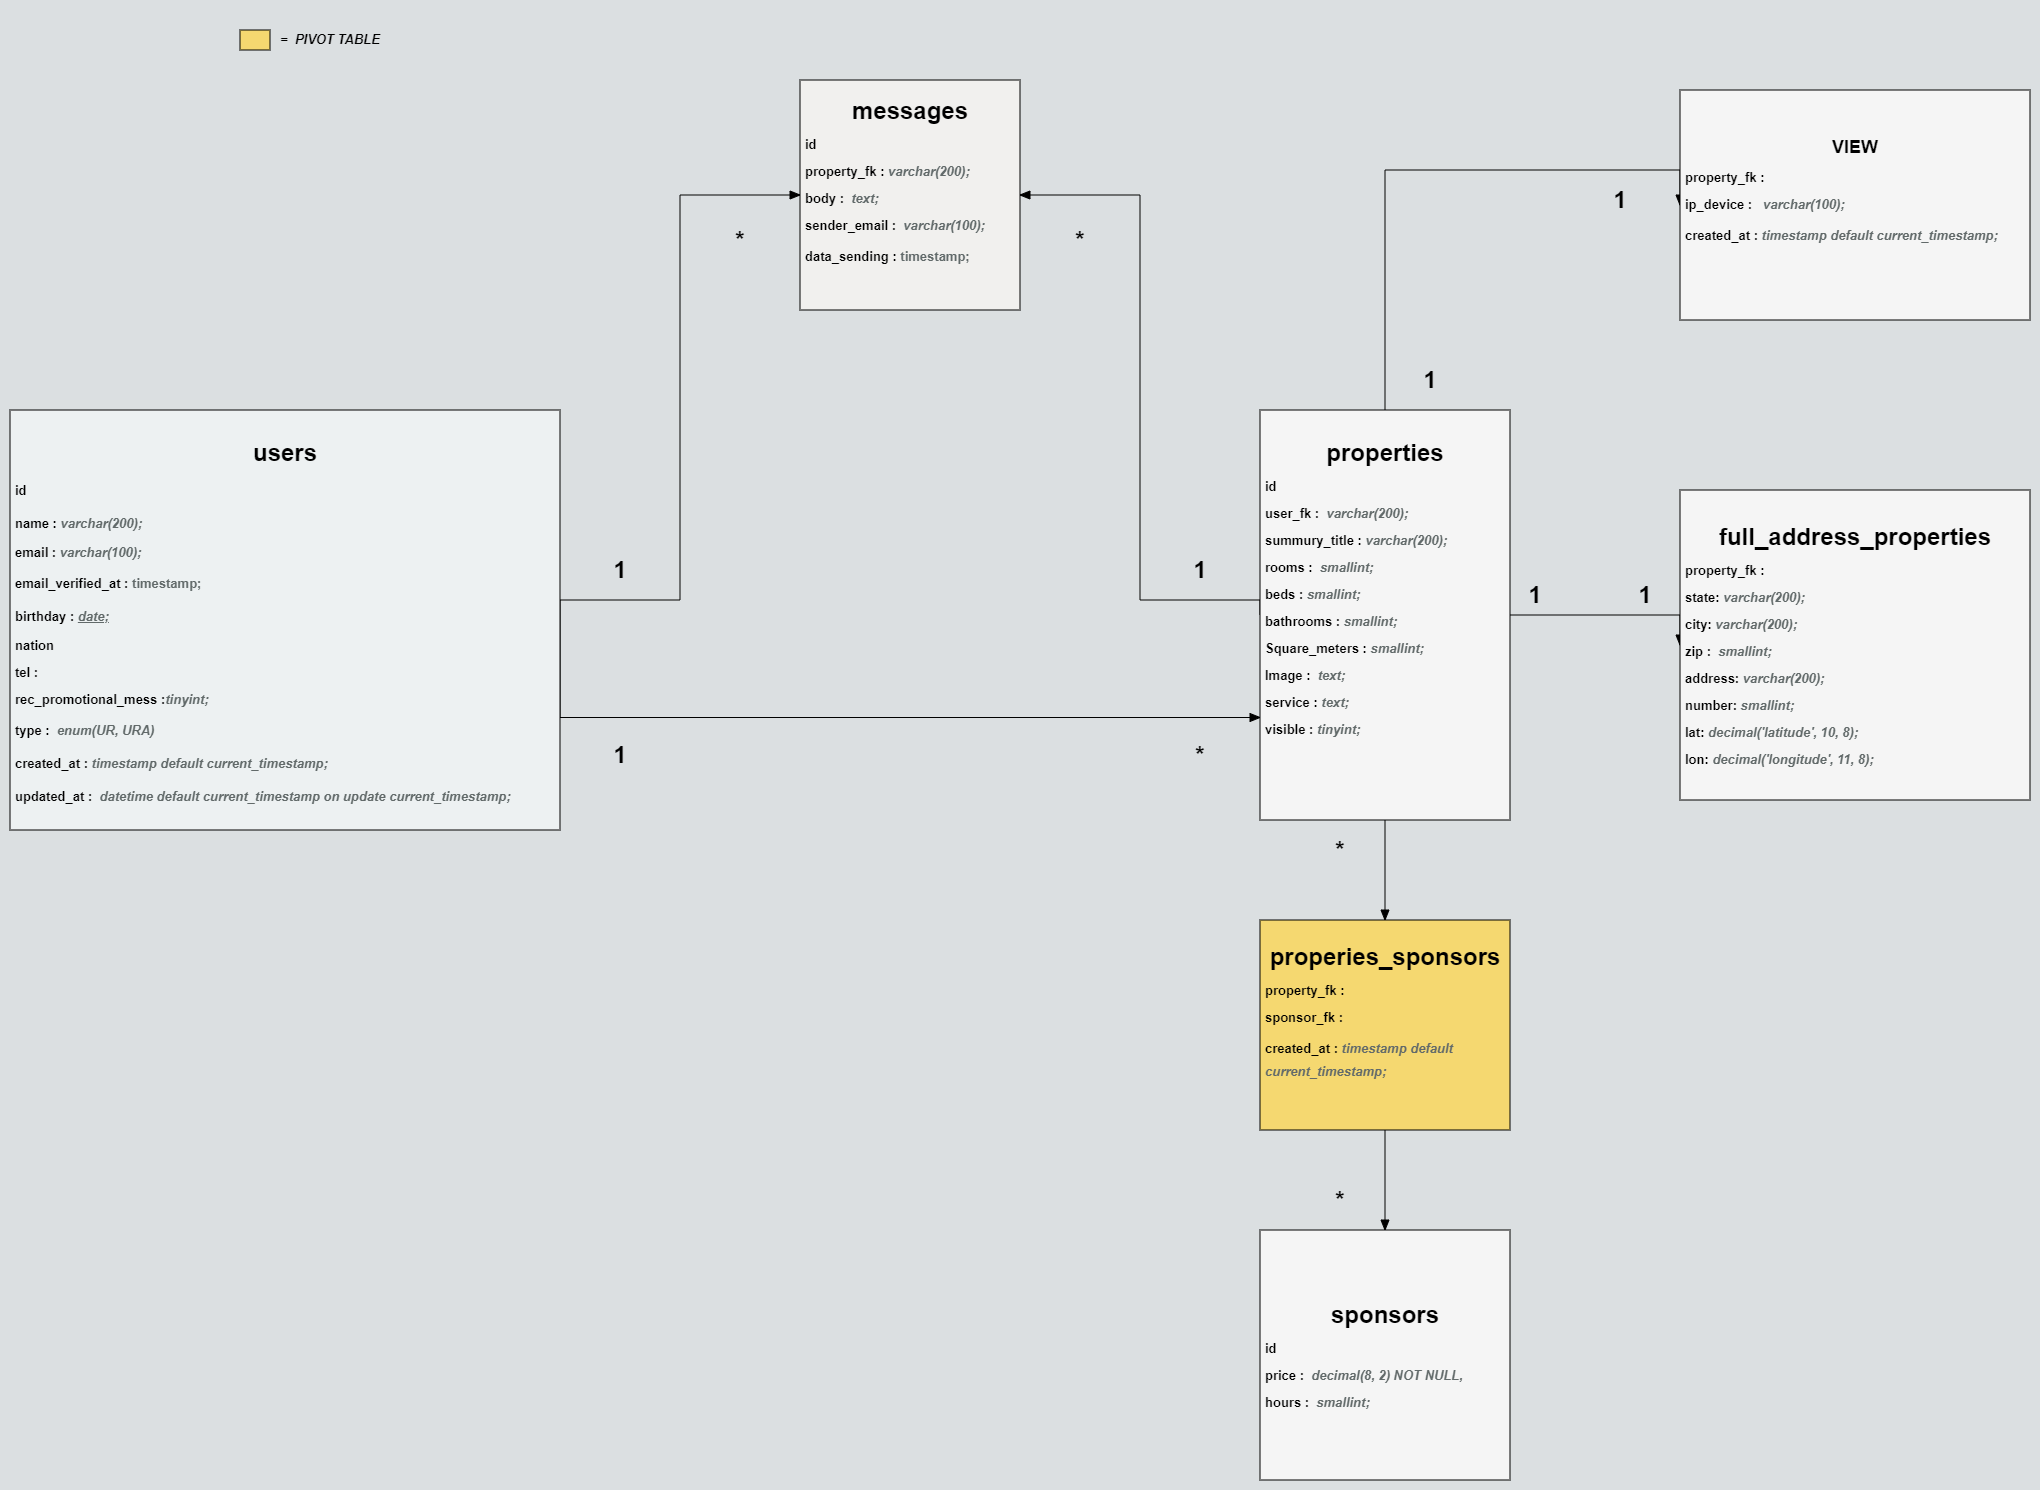 = PIVOT TABLE
messages
id
property_fk : varchar(200);
body : text;
sender_email : varchar(100);
data_sending : timestamp;
*
*
VIEW
property_fk :
ip_device : varchar(100);
created_at : timestamp default current_timestamp;
1
1
users
id
name : varchar(200);
email : varchar(100);
email_verified_at : timestamp;
birthday : date;
nation
tel :
rec_promotional_mess :tinyint;
type : enum(UR, URA)
created_at : timestamp default current_timestamp;
updated_at : datetime default current_timestamp on update current_timestamp;
1
1
1
*
properties
id
user_fk : varchar(200);
summury_title : varchar(200);
rooms : smallint;
beds : smallint;
bathrooms : smallint;
Square_meters : smallint;
Image : text;
service : text;
visible : tinyint;
1
1
full_address_properties
property_fk :
state: varchar(200);
city: varchar(200);
zip : smallint;
address: varchar(200);
number: smallint;
lat: decimal('latitude', 10, 8);
lon: decimal('longitude', 11, 8);
*
properies_sponsors
property_fk :
sponsor_fk :
created_at : timestamp default
current_timestamp;
*
sponsors
id
price : decimal(8, 2) NOT NULL,
hours : smallint;